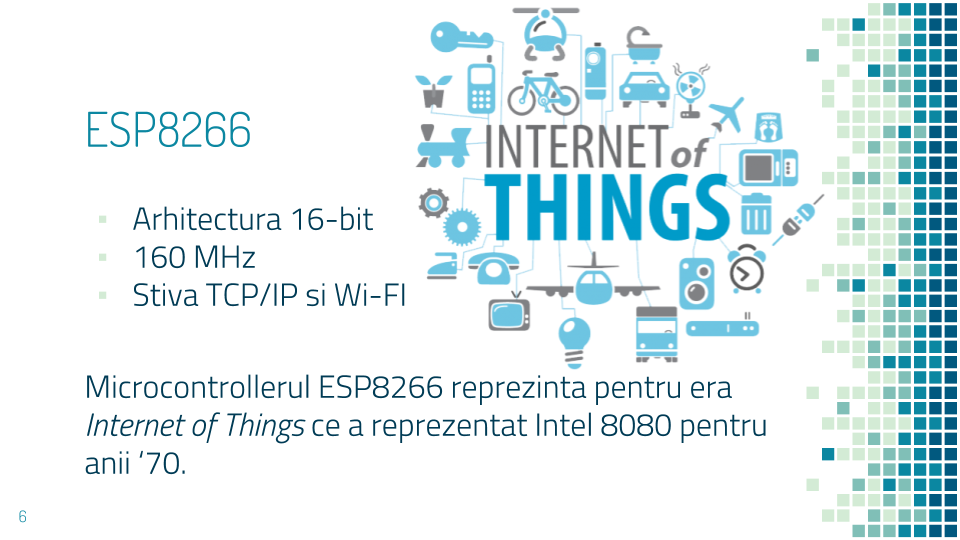 ESP8266
INTERNET of
THINGS
▪ Arhitectura 16-bit
▪ 160 MHz
▪ Stiva TCP/IP si Wi-FI
Microcontrollerul ESP8266 reprezinta pentru era
Internet of Things ce a reprezentat Intel 8080 pentru
anii ‘70.
6